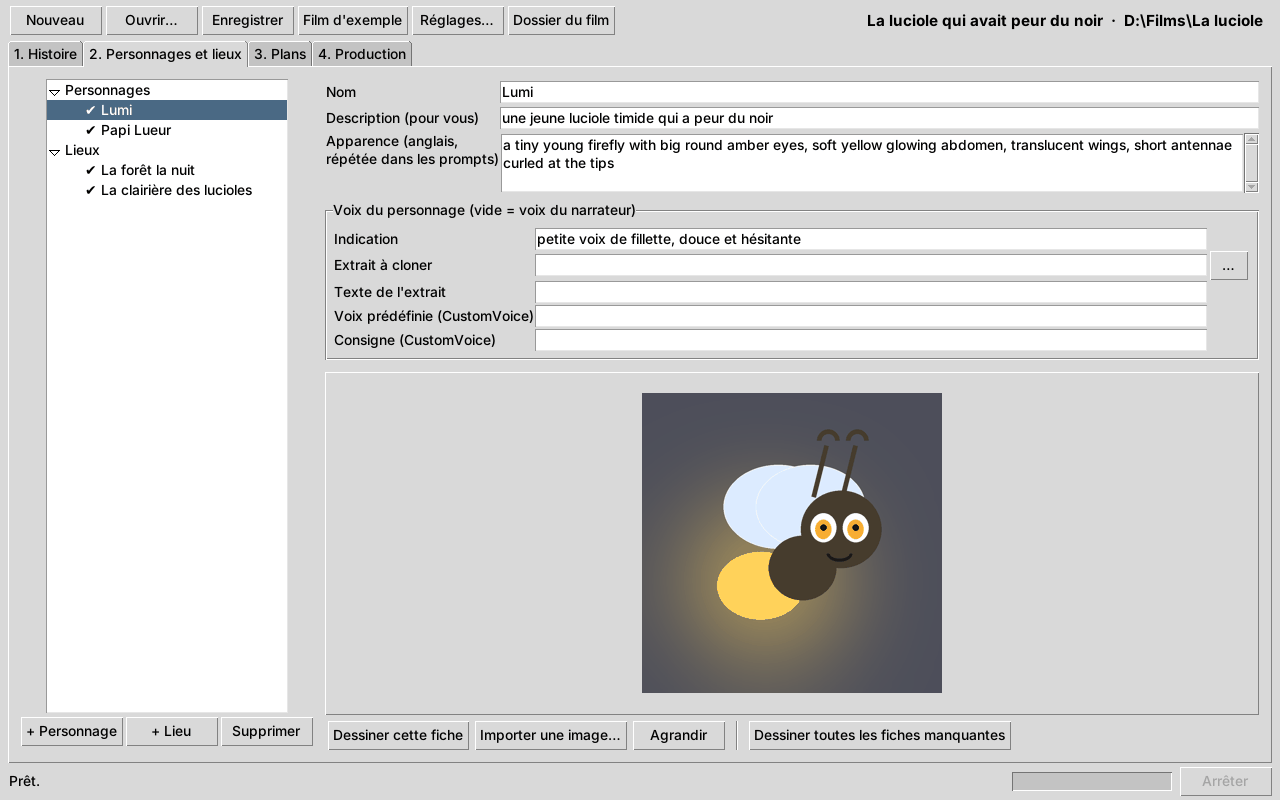 Nouveau
Ouvrir...
Enregistrer
Film d'exemple
Réglages...
Dossier du film
La luciole qui avait peur du noir · D:\Films\La luciole
1. Histoire
2. Personnages et lieux
3. Plans
4. Production
Personnages
✔ Lumi
✔ Papi Lueur
Lieux
✔ La forêt la nuit
✔ La clairière des lucioles
+ Personnage
+ Lieu
Supprimer
Nom
Lumi
Description (pour vous)
une jeune luciole timide qui a peur du noir
Apparence (anglais,
répétée dans les prompts)
a tiny young firefly with big round amber eyes, soft yellow glowing abdomen, translucent wings, short antennae
curled at the tips
Voix du personnage (vide = voix du narrateur)
Indication
petite voix de fillette, douce et hésitante
Extrait à cloner
...
Texte de l'extrait
Voix prédéfinie (CustomVoice)
Consigne (CustomVoice)
Dessiner cette fiche
Importer une image...
Agrandir
Dessiner toutes les fiches manquantes
Prêt.
Arrêter